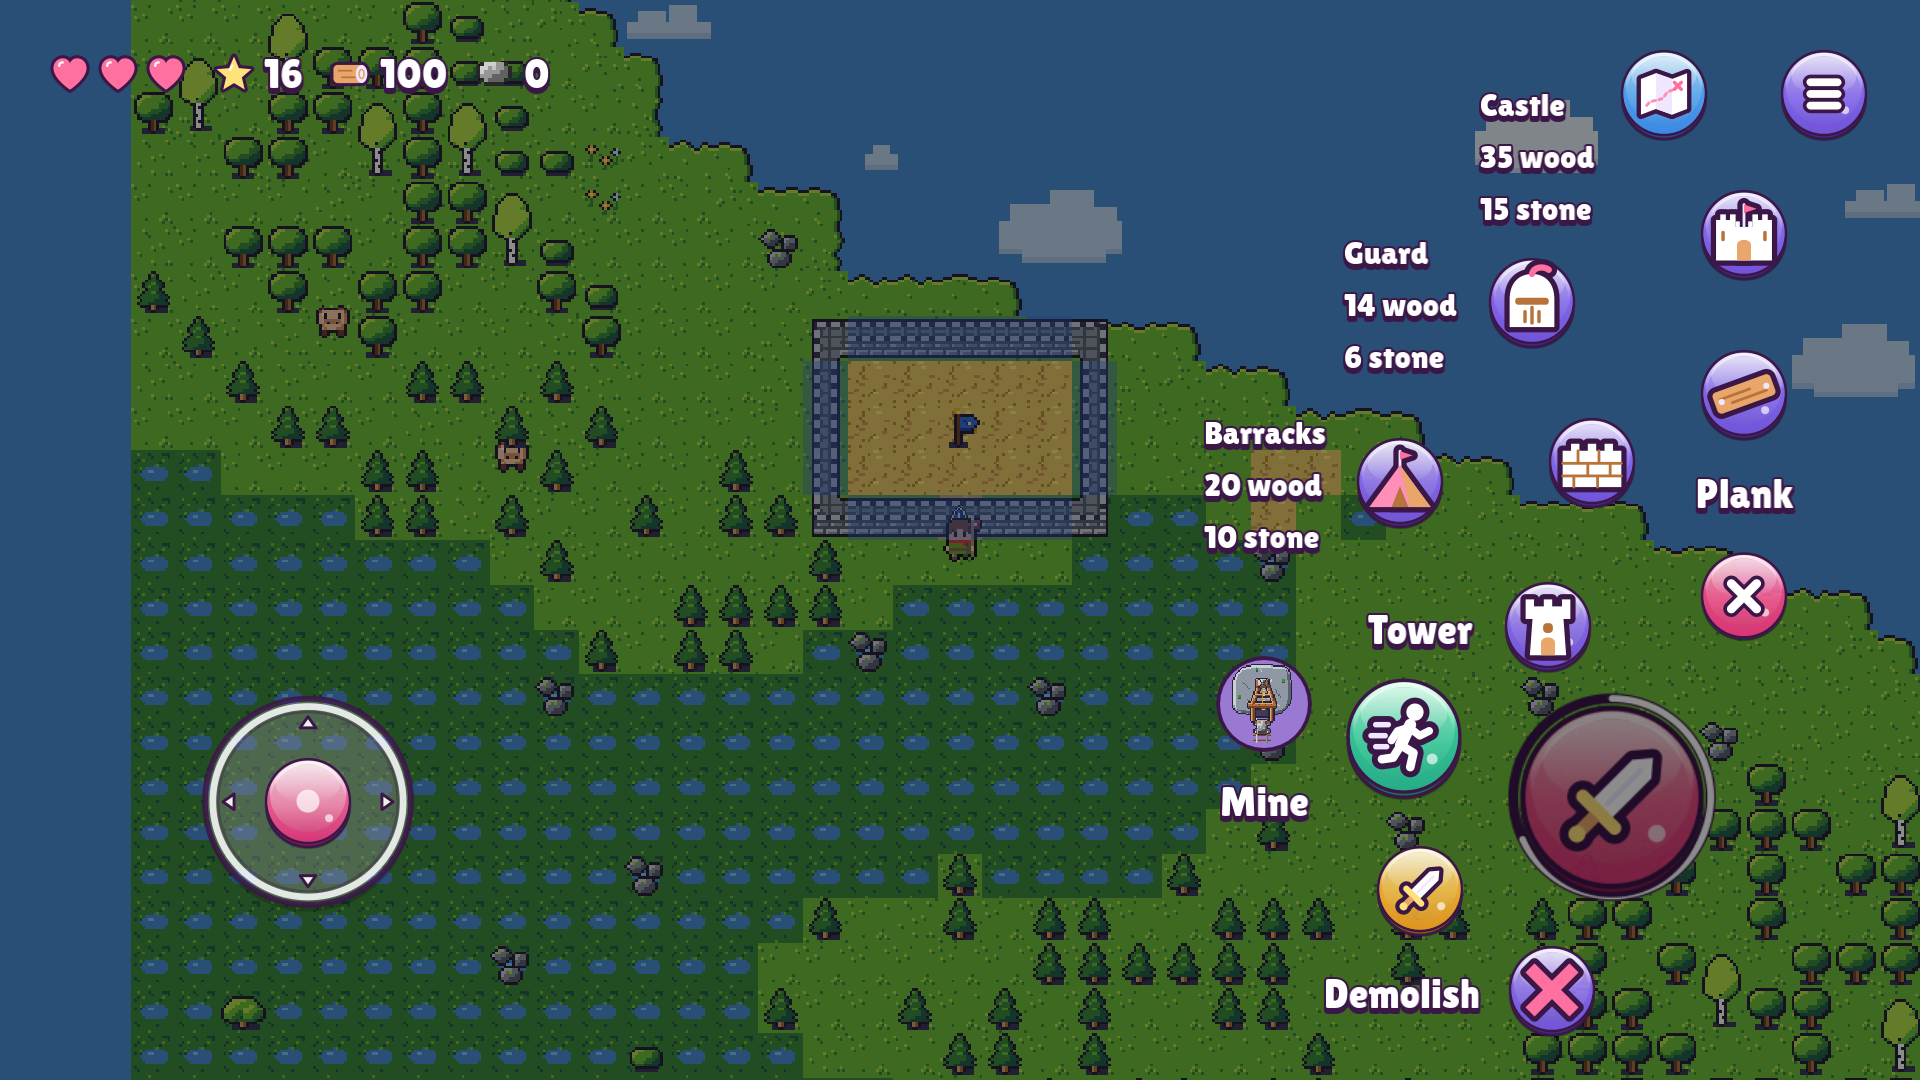 16 100 0
Castle
35 wood
15 stone
Guard
14 wood
6 stone
Barracks
20 wood
10 stone
Plank
Tower
Mine
Demolish